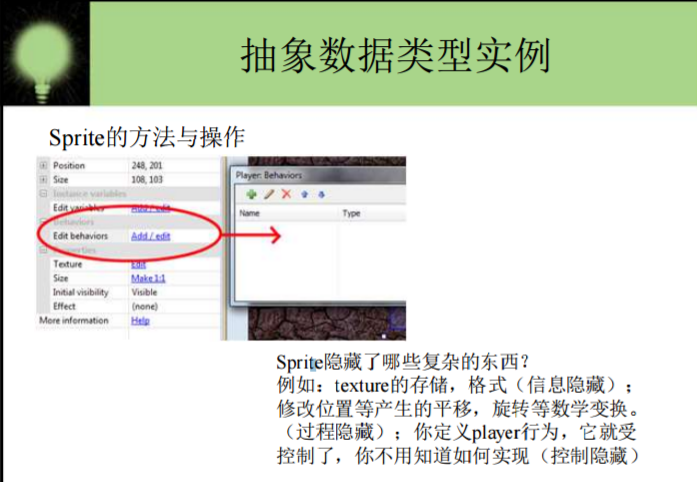 抽象数据类型实例
Sprite的方法与操作
Position 248, 201
Size 108, 103
Instance variables
Edit variables Add / edit
Behaviors
Edit behaviors Add / edit
Properties
Texture Edit
Size Make 1:1
Initial visibility Visible
Effect (none)
More information Help
Player: Behaviors
Name Type
Sprite隐藏了哪些复杂的东西？
例如：texture的存储，格式（信息隐藏）；
修改位置等产生的平移，旋转等数学变换。
（过程隐藏）；你定义player行为，它就受
控制了，你不用知道如何实现（控制隐藏）